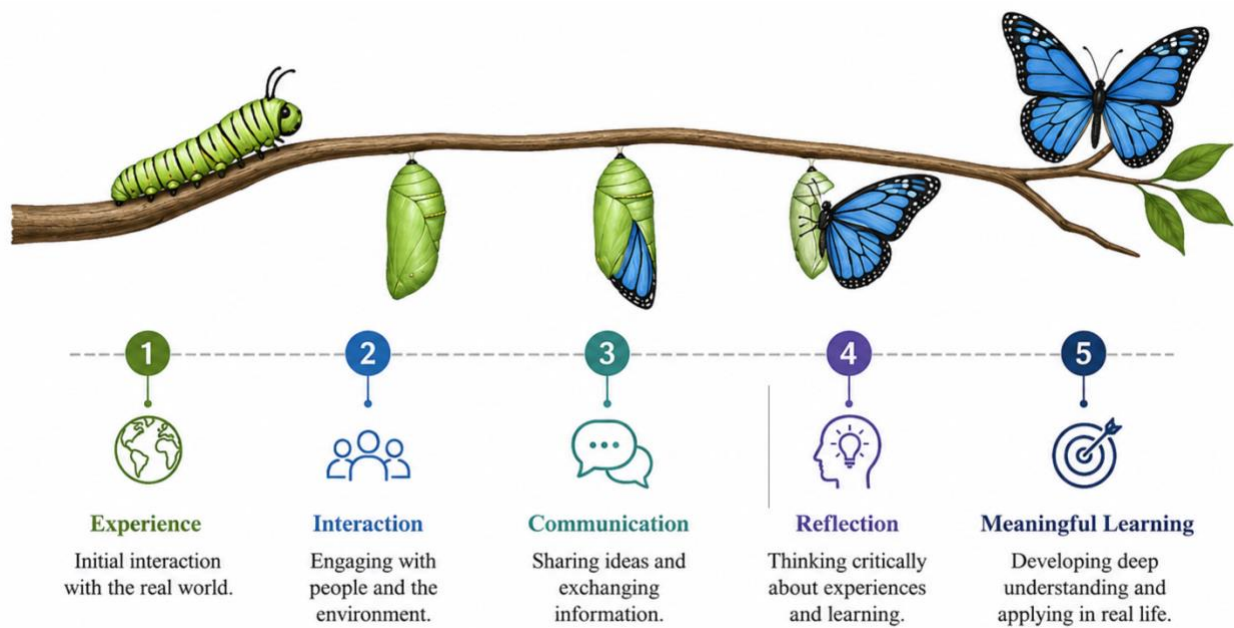 1
2
3
4
5
Experience
Initial interaction
with the real world.
Interaction
Engaging with
people and the
environment.
Communication
Sharing ideas and
exchanging
information.
Reflection
Thinking critically
about experiences
and learning.
Meaningful Learning
Developing deep
understanding and
applying in real life.